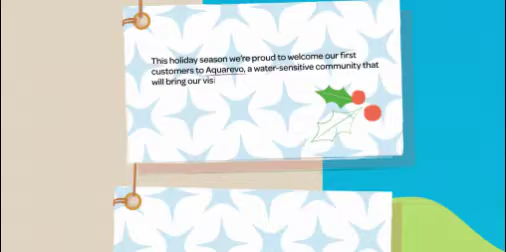 This holiday season we're proud to welcome our first
customers to Aquarevo, a water-sensitive community that
will bring our vis